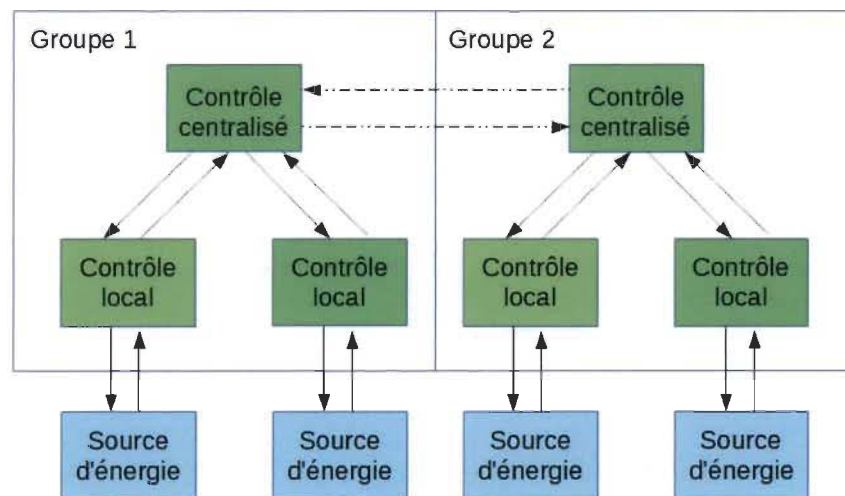 Groupe 1
Groupe 2
Contrôle
centralisé
Contrôle
centralisé
Contrôle
local
Contrôle
local
Contrôle
local
Contrôle
local
Source
d'énergie
Source
d'énergie
Source
d'énergie
Source
d'énergie